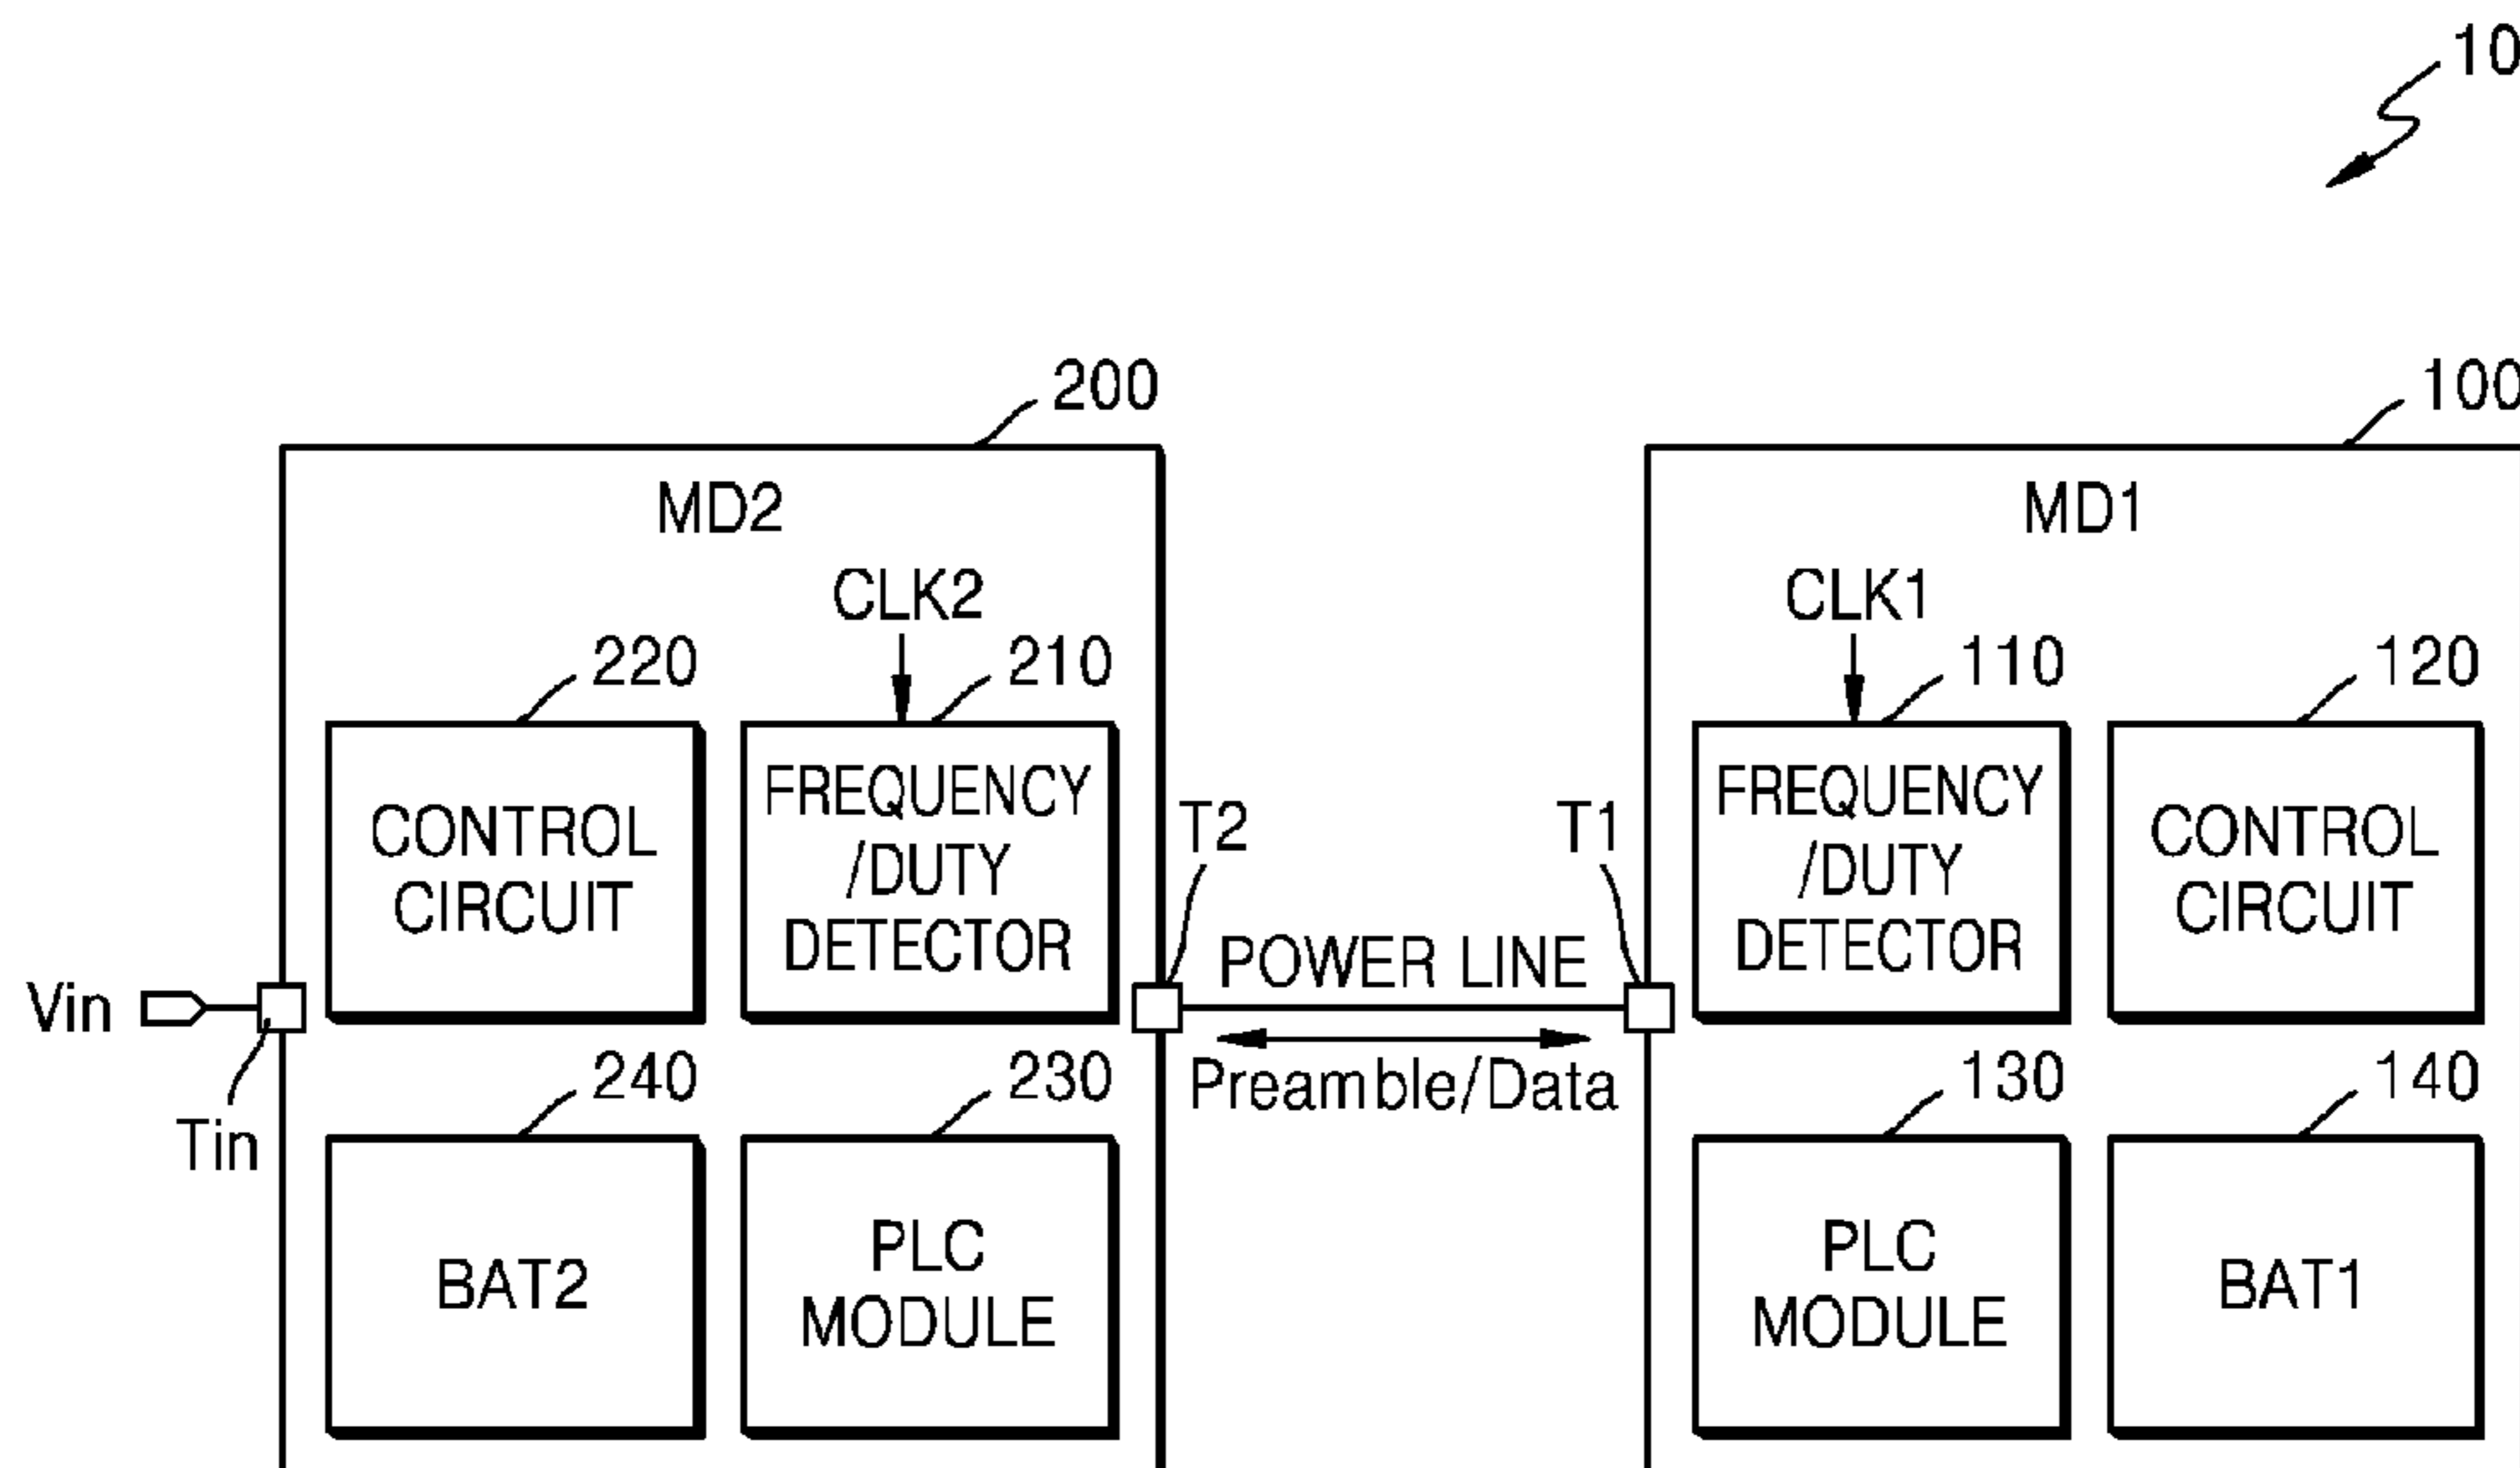 10
200
100
MD2
MD1
CLK2
CLK1
220
210
110
120
CONTROL
CIRCUIT
FREQUENCY
/DUTY
DETECTOR
T2
T1
FREQUENCY
/DUTY
DETECTOR
CONTROL
CIRCUIT
POWER LINE
Vin
Preamble/Data
Tin
240
230
130
140
BAT2
PLC
MODULE
PLC
MODULE
BAT1